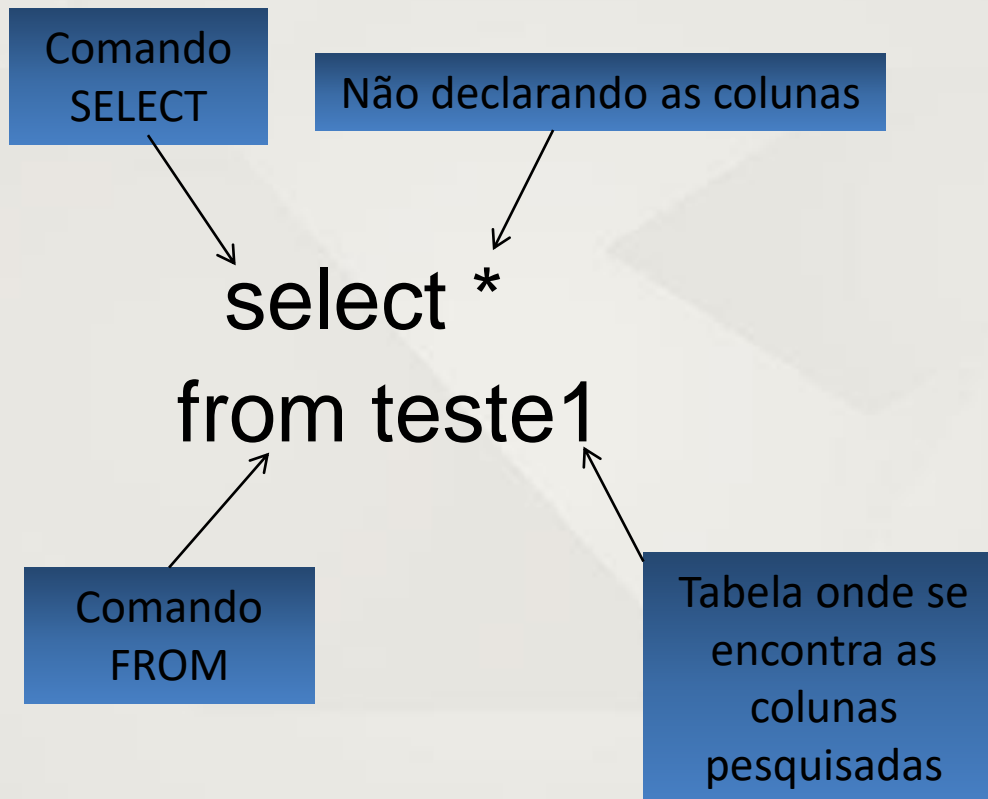 Comando
SELECT
Não declarando as colunas
select *
from teste1
Comando
FROM
Tabela onde se
encontra as
colunas
pesquisadas